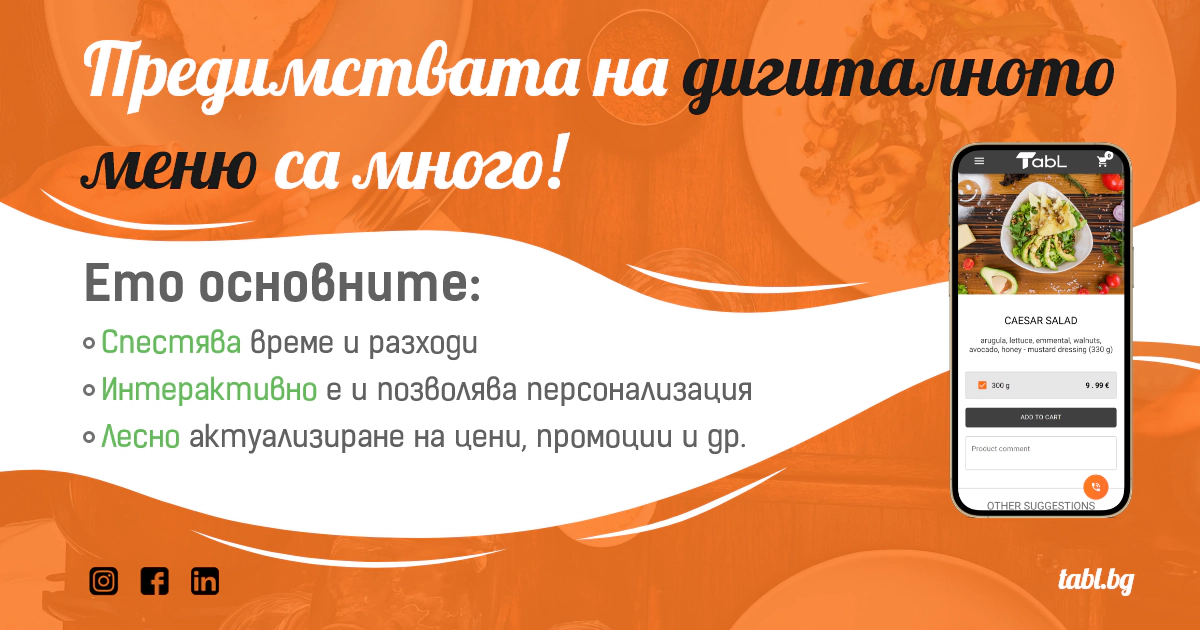 Предимствата на дигиталното
меню са много!
Ето основните:
Спестява време и разходи
Интерактивно е и позволява персонализация
Лесно актуализиране на цени, промоции и др.
TabL
0
CAESAR SALAD
arugula, lettuce, emmental, walnuts,
avocado, honey - mustard dressing (330 g)
300 g 9.99 €
ADD TO CART
Product comment
OTHER SUGGESTIONS
tabl.bg